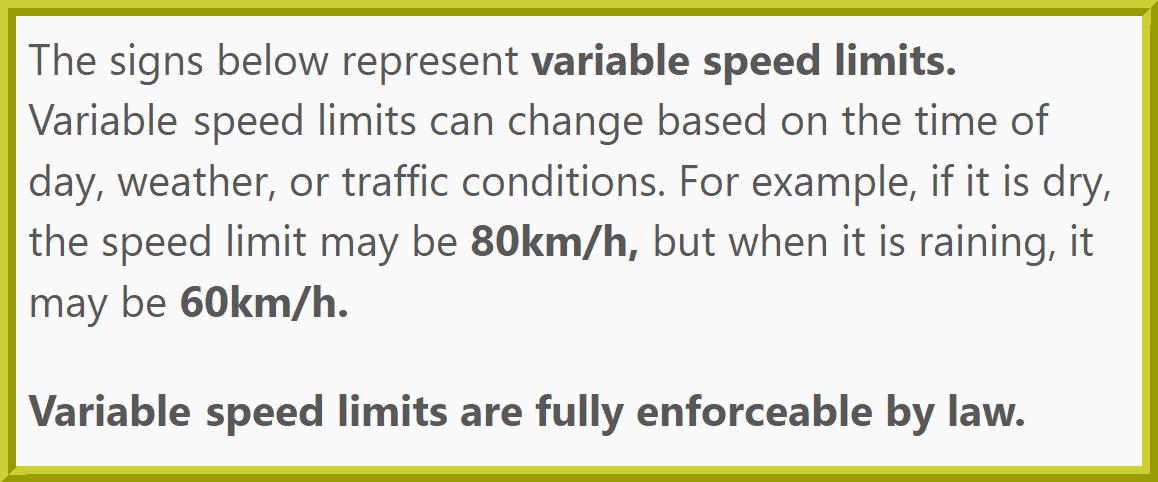 The signs below represent variable speed limits.
Variable speed limits can change based on the time of
day, weather, or traffic conditions. For example, if it is dry,
the speed limit may be 80km/h, but when it is raining, it
may be 60km/h.
Variable speed limits are fully enforceable by law.